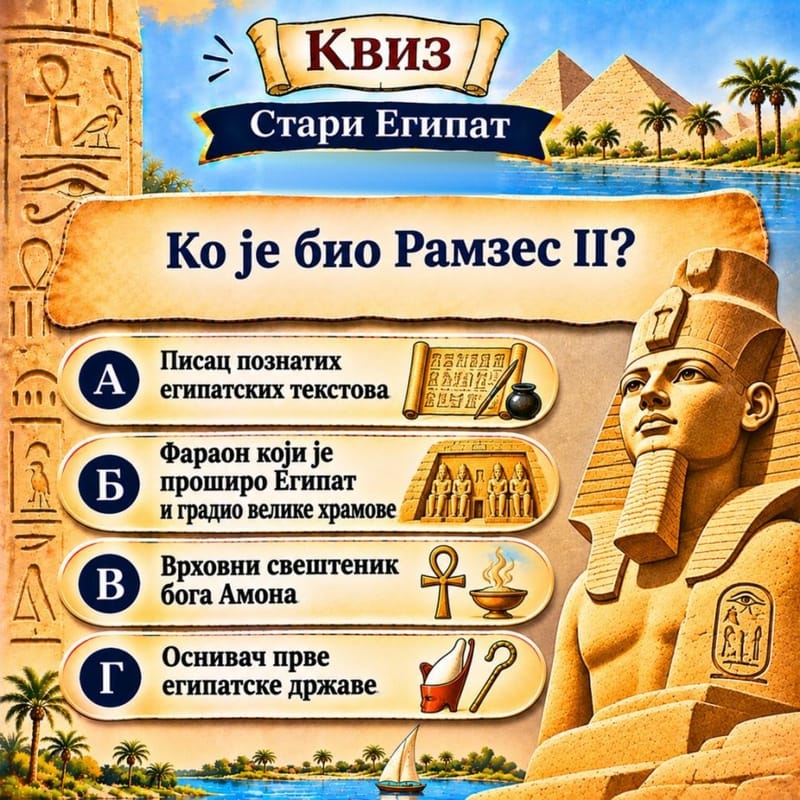 Квиз
Стари Египат
Ко је био Рамзес II?
А
Писац познатих
египатских текстова
Б
Фараон који је
проширо Египат
и градио велике храмове
В
Врховни свештеник
бога Амона
Г
Оснивач прве
египатске државе